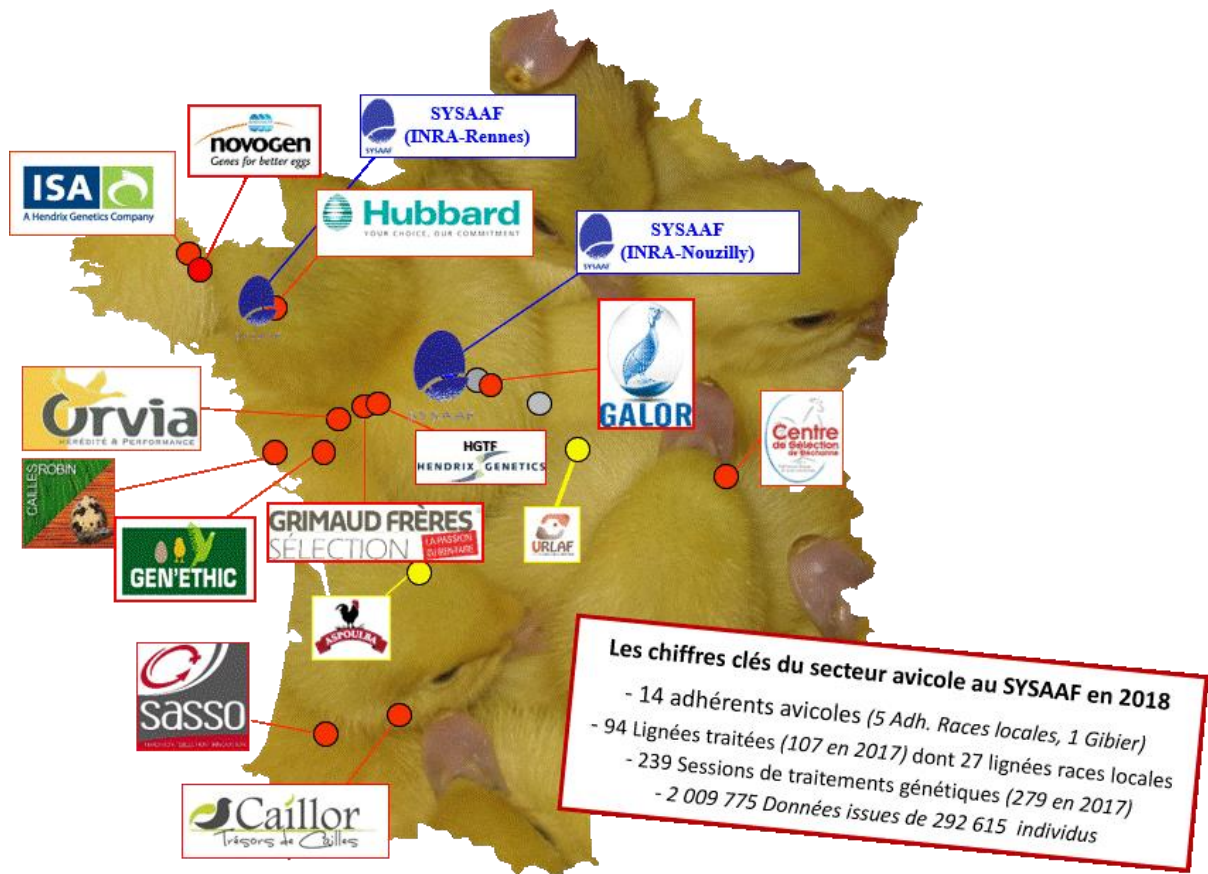 SYSAAF
(INRA-Rennes)
SYSAAF
novogen
Genes for better eggs
ISA
A Hendrix Genetics Company
Hubbard
YOUR CHOICE, OUR COMMITMENT
SYSAAF
(INRA-Nouzilly)
SYSAAF
GALOR
SYSAAF
Orvia
HÉRÉDITÉ & PERFORMANCE
Centre
de Sélection
de Béchanne
HGTF
HENDRIX GENETICS
CAILLES ROBIN
GRIMAUD FRÈRES
SÉLECTION
LA PASSION
DU BIEN FAIRE
URLAF
GEN'ETHIC
ASPOULBA
sasso
Caillor
Trésors de Cailles
Les chiffres clés du secteur avicole au SYSAAF en 2018
- 14 adhérents avicoles (5 Adh. Races locales, 1 Gibier)
- 94 Lignées traitées (107 en 2017) dont 27 lignées races locales
- 239 Sessions de traitements génétiques (279 en 2017)
- 2 009 775 Données issues de 292 615 individus